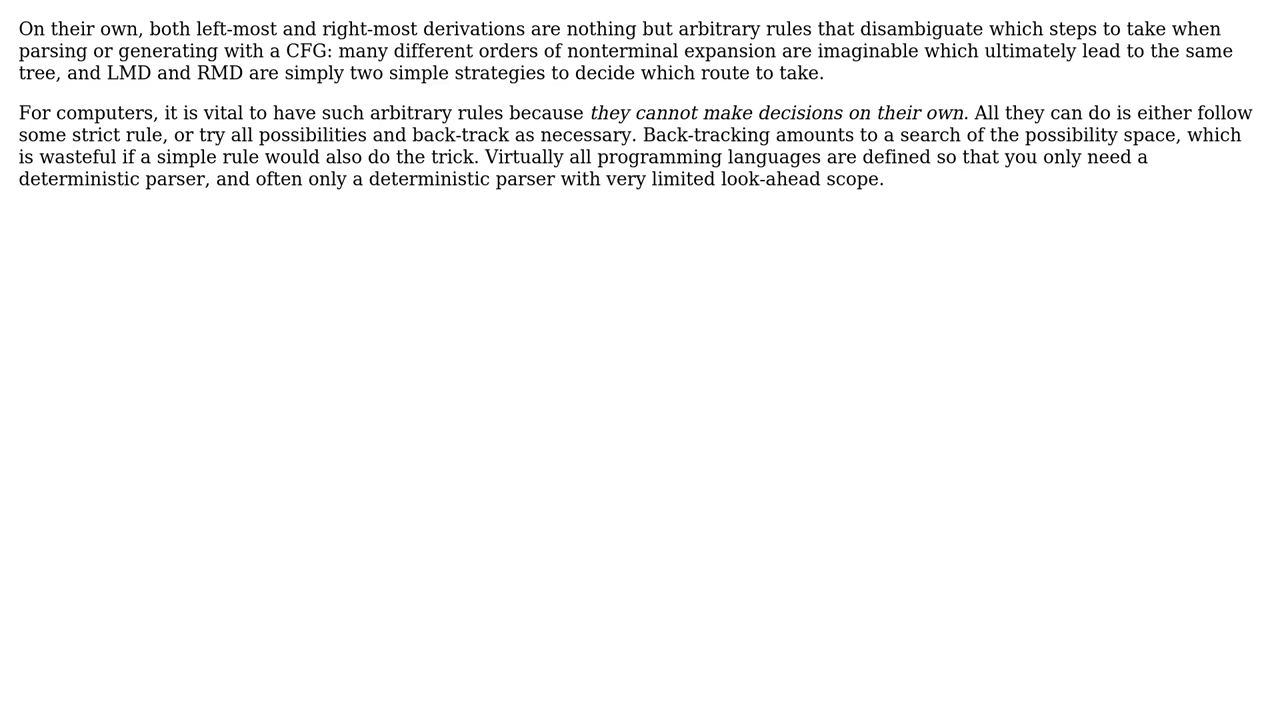 On their own, both left-most and right-most derivations are nothing but arbitrary rules that disambiguate which steps to take when
parsing or generating with a CFG: many different orders of nonterminal expansion are imaginable which ultimately lead to the same
tree, and LMD and RMD are simply two simple strategies to decide which route to take.
For computers, it is vital to have such arbitrary rules because they cannot make decisions on their own. All they can do is either follow
some strict rule, or try all possibilities and back-track as necessary. Back-tracking amounts to a search of the possibility space, which
is wasteful if a simple rule would also do the trick. Virtually all programming languages are defined so that you only need a
deterministic parser, and often only a deterministic parser with very limited look-ahead scope.